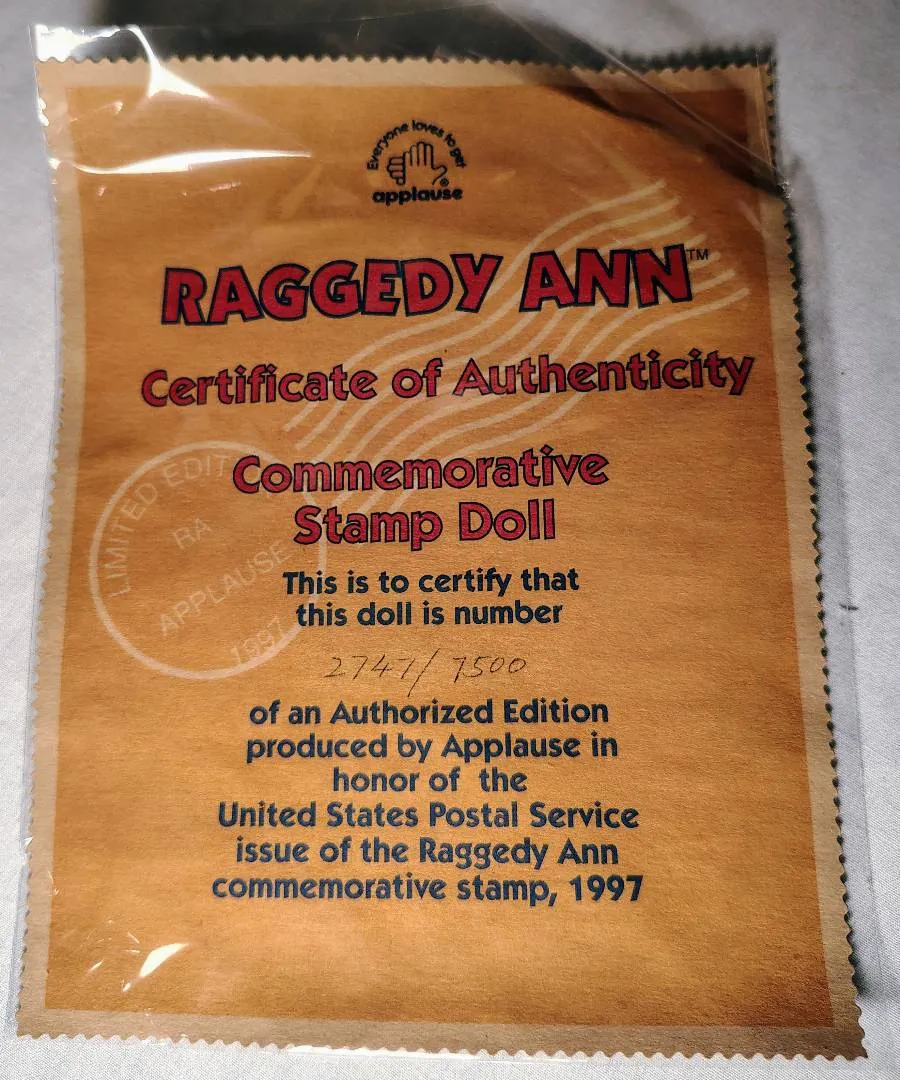 Everyone loves to get
applause
RAGGEDY ANN™
Certificate of Authenticity
Commemorative
Stamp Doll
LIMITED EDIT
RA
APPLAUSE
1997
This is to certify that
this doll is number
2747/7500
of an Authorized Edition
produced by Applause in
honor of the
United States Postal Service
issue of the Raggedy Ann
commemorative stamp, 1997